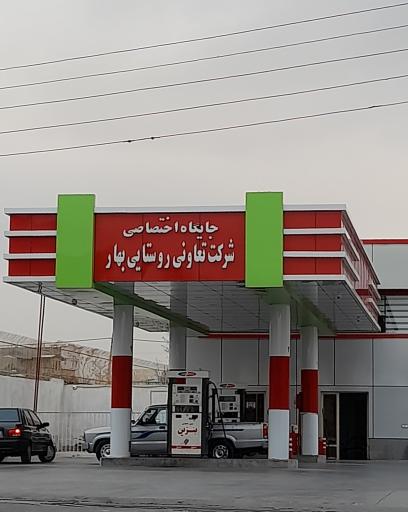 جایگاه اختصاصی
شرکت تعاونی روستایی بهار
بنزین